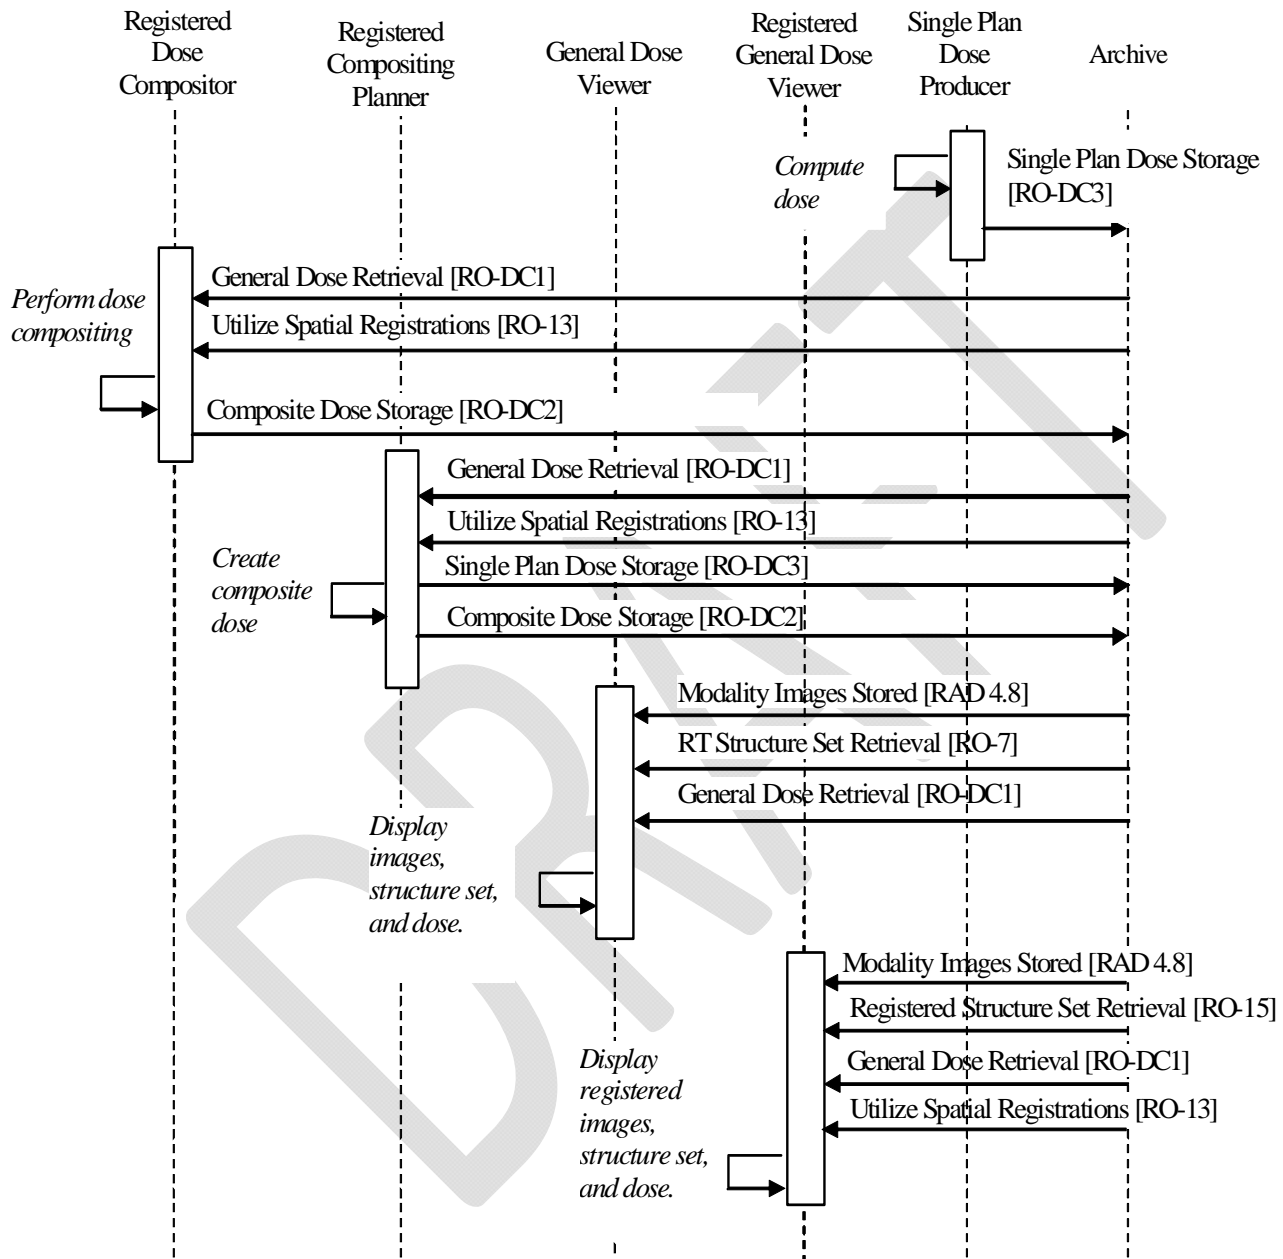 Registered
Dose
Compositor
Registered
Compositing
Planner
General Dose
Viewer
Registered
General Dose
Viewer
Single Plan
Dose
Producer
Archive
Compute
dose
Single Plan Dose Storage
[RO-DC3]
General Dose Retrieval [RO-DC1]
Perform dose
compositing
Utilize Spatial Registrations [RO-13]
Composite Dose Storage [RO-DC2]
General Dose Retrieval [RO-DC1]
Utilize Spatial Registrations [RO-13]
Create
composite
dose
Single Plan Dose Storage [RO-DC3]
Composite Dose Storage [RO-DC2]
Modality Images Stored [RAD 4.8]
RT Structure Set Retrieval [RO-7]
General Dose Retrieval [RO-DC1]
Display
images,
structure set,
and dose.
Modality Images Stored [RAD 4.8]
Registered Structure Set Retrieval [RO-15]
General Dose Retrieval [RO-DC1]
Utilize Spatial Registrations [RO-13]
Display
registered
images,
structure set,
and dose.
DRAFT